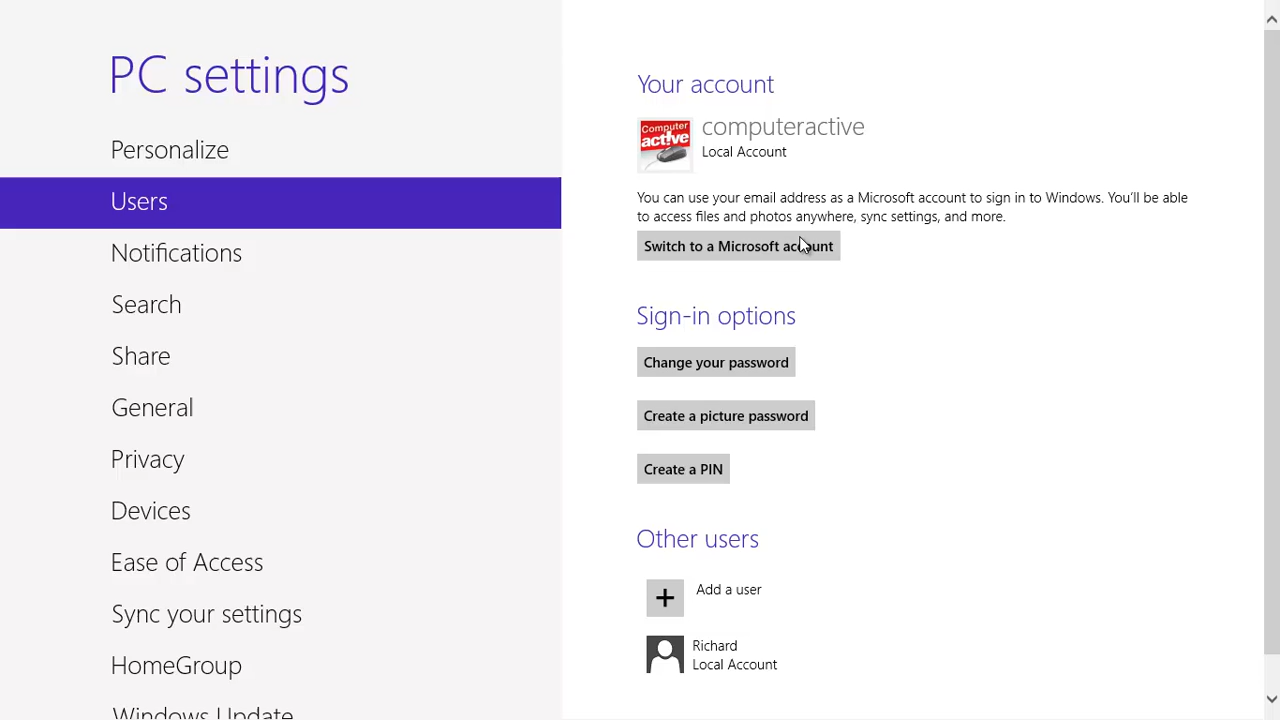 PC settings
Personalize
Users
Notifications
Search
Share
General
Privacy
Devices
Ease of Access
Sync your settings
HomeGroup
Windows Update
Your account
Computer
active
computeractive
Local Account
You can use your email address as a Microsoft account to sign in to Windows. You'll be able
to access files and photos anywhere, sync settings, and more.
Switch to a Microsoft account
Sign-in options
Change your password
Create a picture password
Create a PIN
Other users
+
Add a user
Richard
Local Account